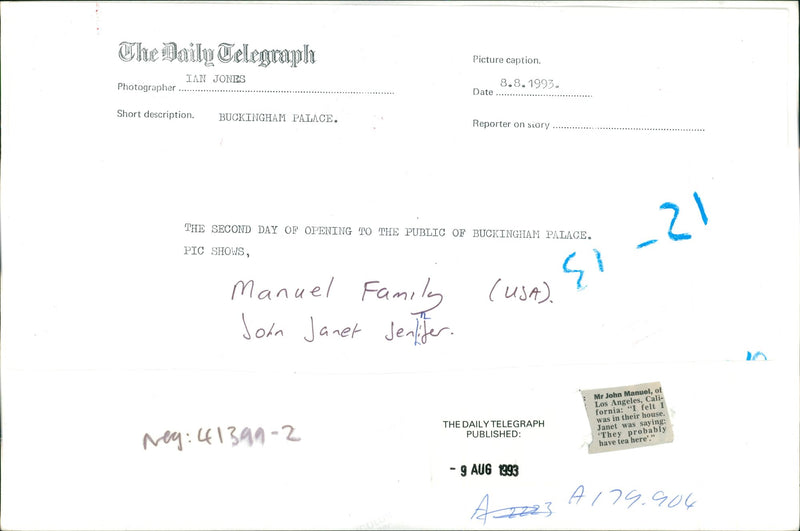 The Daily Telegraph
Picture caption.
Photographer IAN JONES
Date 8.8.1993.
Short description. BUCKINGHAM PALACE.
Reporter on story
THE SECOND DAY OF OPENING TO THE PUBLIC OF BUCKINGHAM PALACE.
PIC SHOWS,
-21
Manuel Family (USA).
John Janet Jenifer.
Mr John Manuel, of
Los Angeles, Cali-
fornia: "I felt I
was in their house.
Janet was saying:
'They probably
have tea here'."
neg: 41399-2
THE DAILY TELEGRAPH
PUBLISHED:
- 9 AUG 1993
A179.904